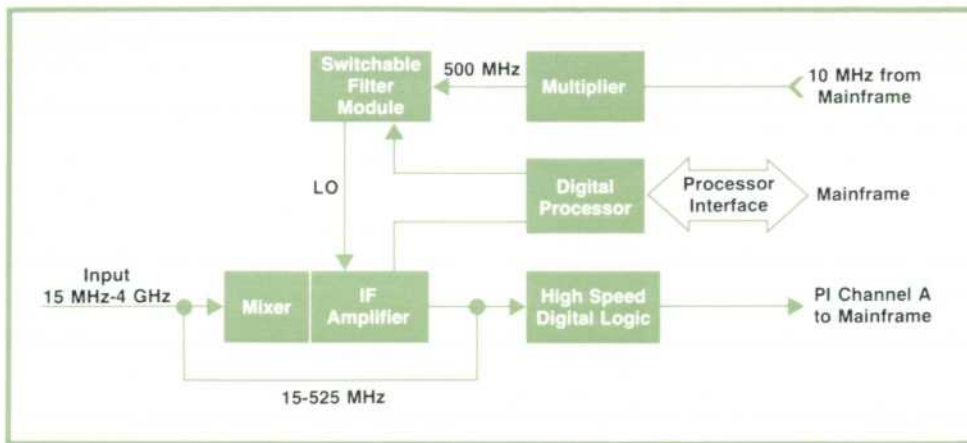 Switchable
Filter
Module
500 MHz
Multiplier
10 MHz from
Mainframe
LO
Digital
Processor
Processor
Interface
Mainframe
Input
15 MHz-4 GHz
Mixer
IF
Amplifier
High Speed
Digital Logic
PI Channel A
to Mainframe
15-525 MHz